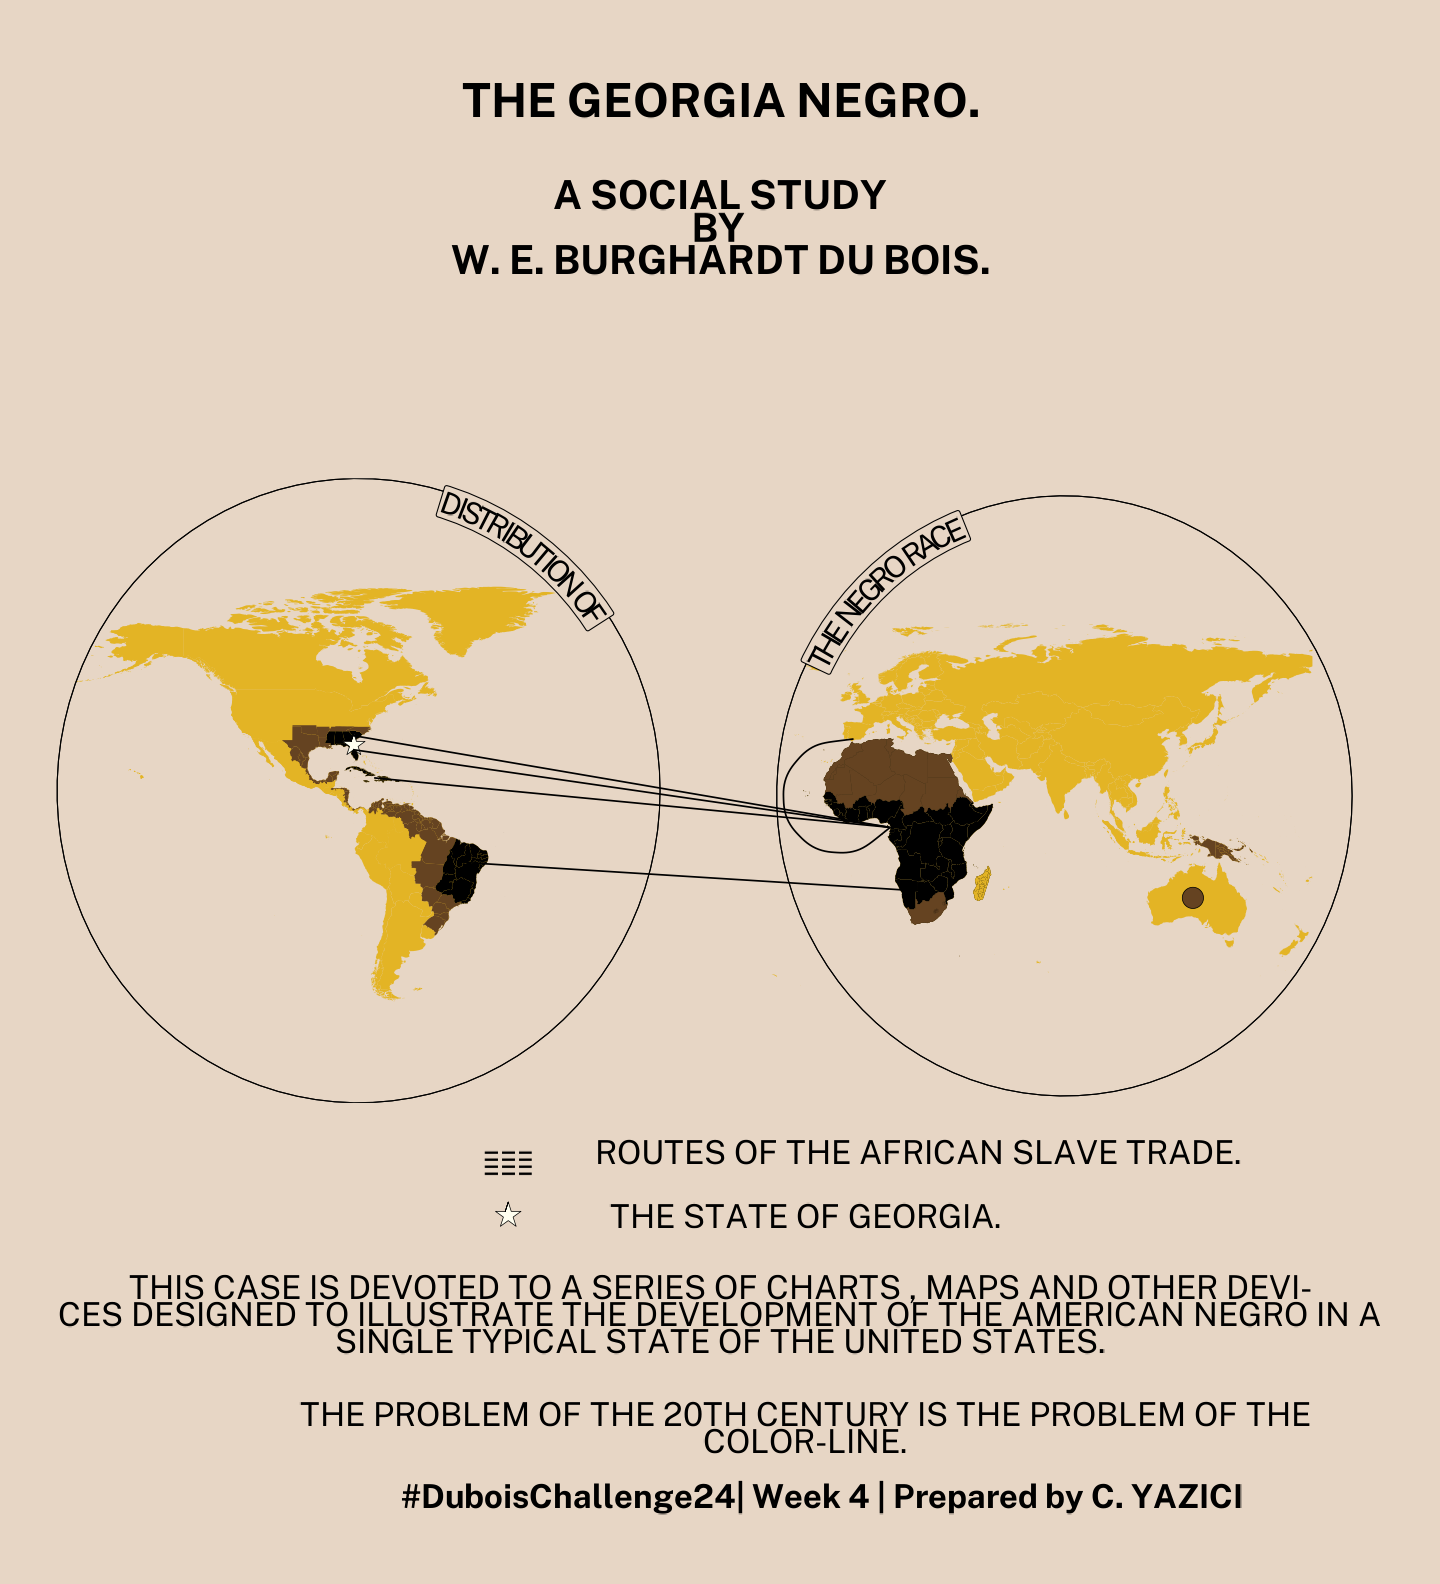 THE GEORGIA NEGRO.
A SOCIAL STUDY
BY
W. E. BURGHARDT DU BOIS.
DISTRIBUTION OF
THE NEGRO RACE
ROUTES OF THE AFRICAN SLAVE TRADE.
THE STATE OF GEORGIA.
THIS CASE IS DEVOTED TO A SERIES OF CHARTS , MAPS AND OTHER DEVI-
CES DESIGNED TO ILLUSTRATE THE DEVELOPMENT OF THE AMERICAN NEGRO IN A
SINGLE TYPICAL STATE OF THE UNITED STATES.
THE PROBLEM OF THE 20TH CENTURY IS THE PROBLEM OF THE
COLOR-LINE.
#DuboisChallenge24| Week 4 | Prepared by C. YAZICI